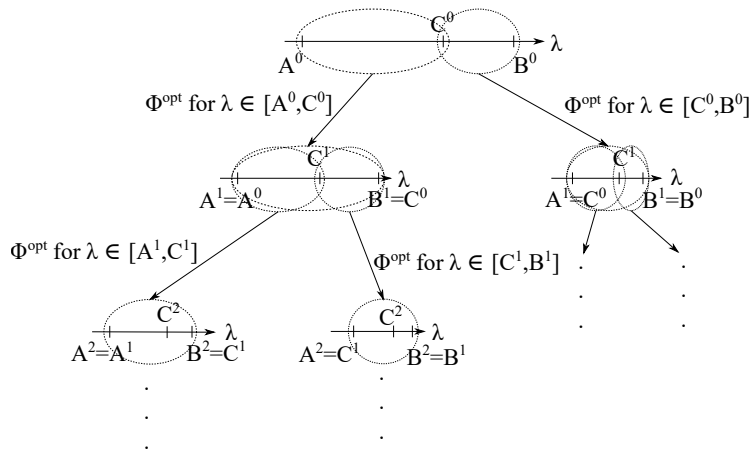 C⁰
λ
A⁰
B⁰
Φᵒᵖᵗ for λ ∈ [A⁰,C⁰]
Φᵒᵖᵗ for λ ∈ [C⁰,B⁰]
C¹
λ
A¹=A⁰
B¹=C⁰
C¹
λ
A¹=C⁰
B¹=B⁰
Φᵒᵖᵗ for λ ∈ [A¹,C¹]
Φᵒᵖᵗ for λ ∈ [C¹,B¹]
C²
λ
A²=A¹
B²=C¹
C²
λ
A²=C¹
B²=B¹